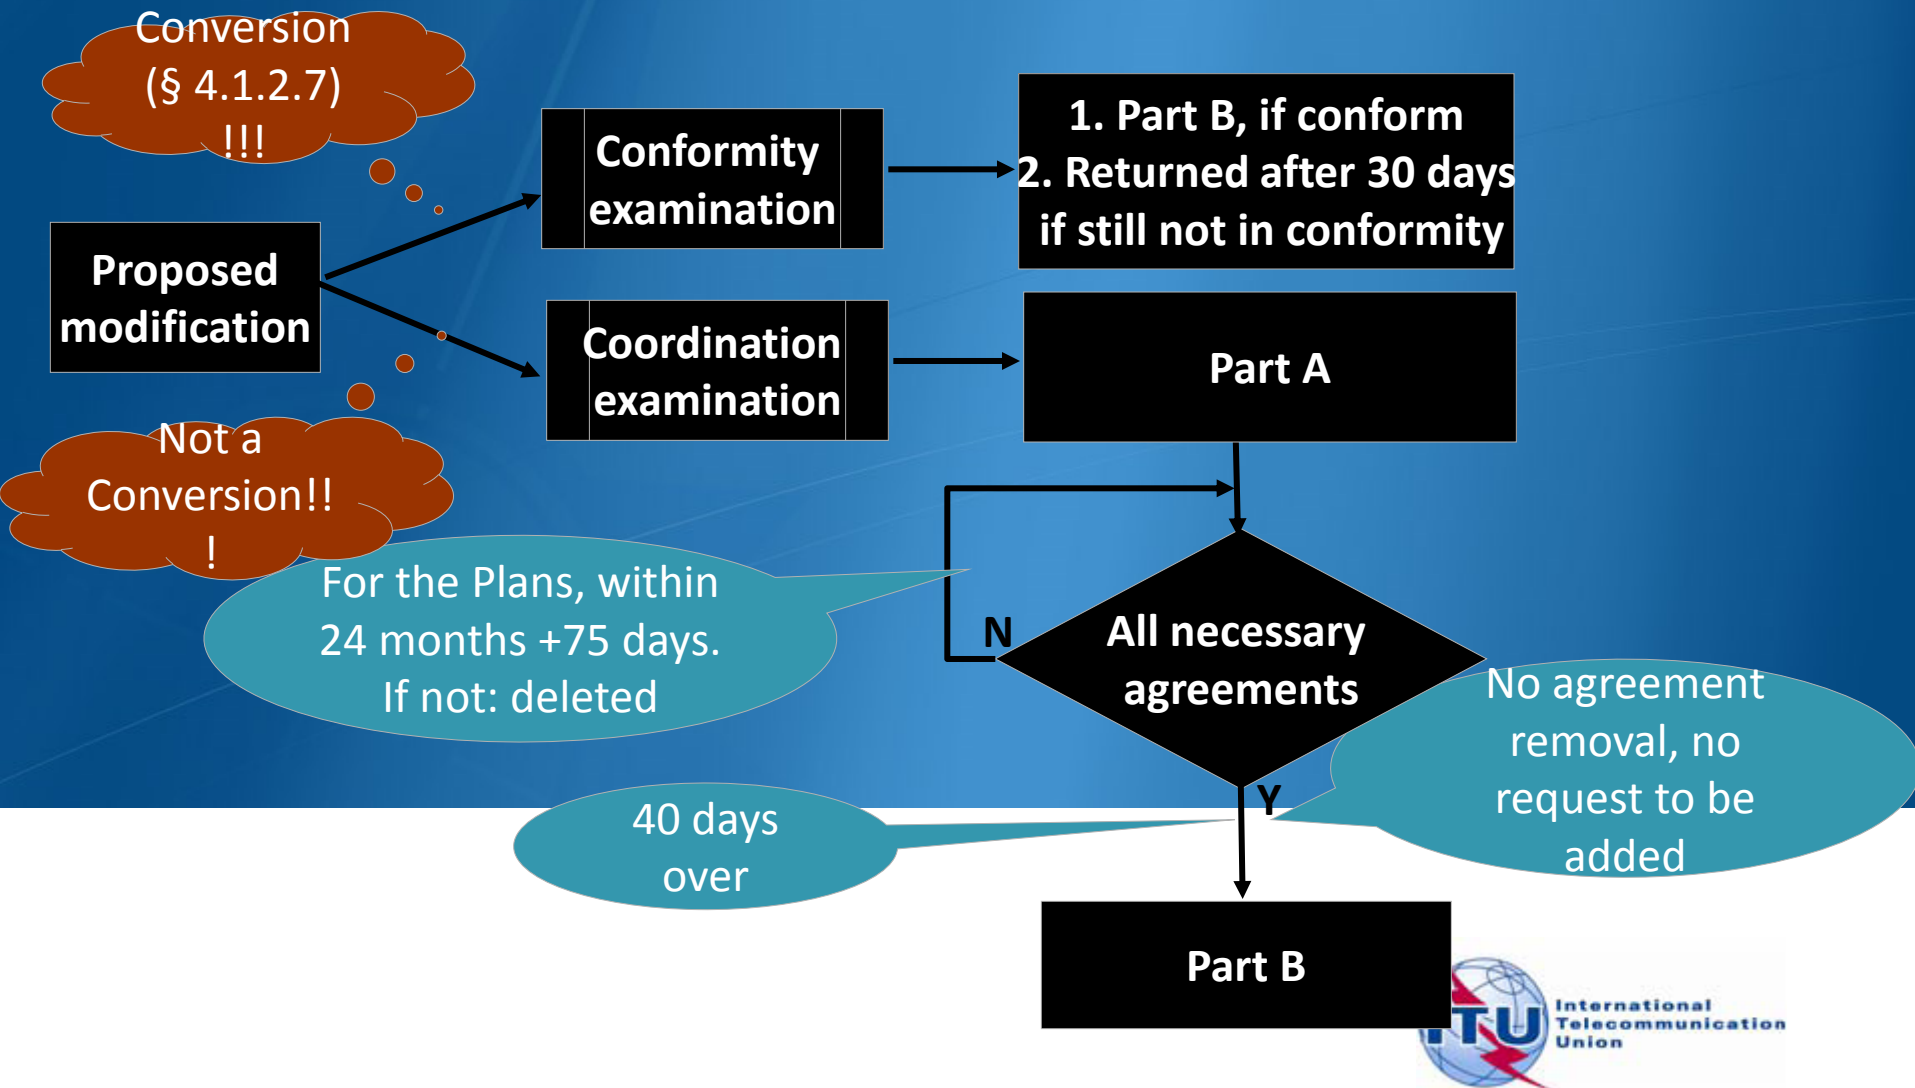 Conversion
(§ 4.1.2.7)
!!!
Proposed
modification
Conformity
examination
1. Part B, if conform
2. Returned after 30 days
if still not in conformity
Coordination
examination
Part A
Not a
Conversion!!
!
For the Plans, within
24 months +75 days.
If not: deleted
N
All necessary
agreements
No agreement
removal, no
request to be
added
Y
40 days
over
Part B
ITU
International
Telecommunication
Union